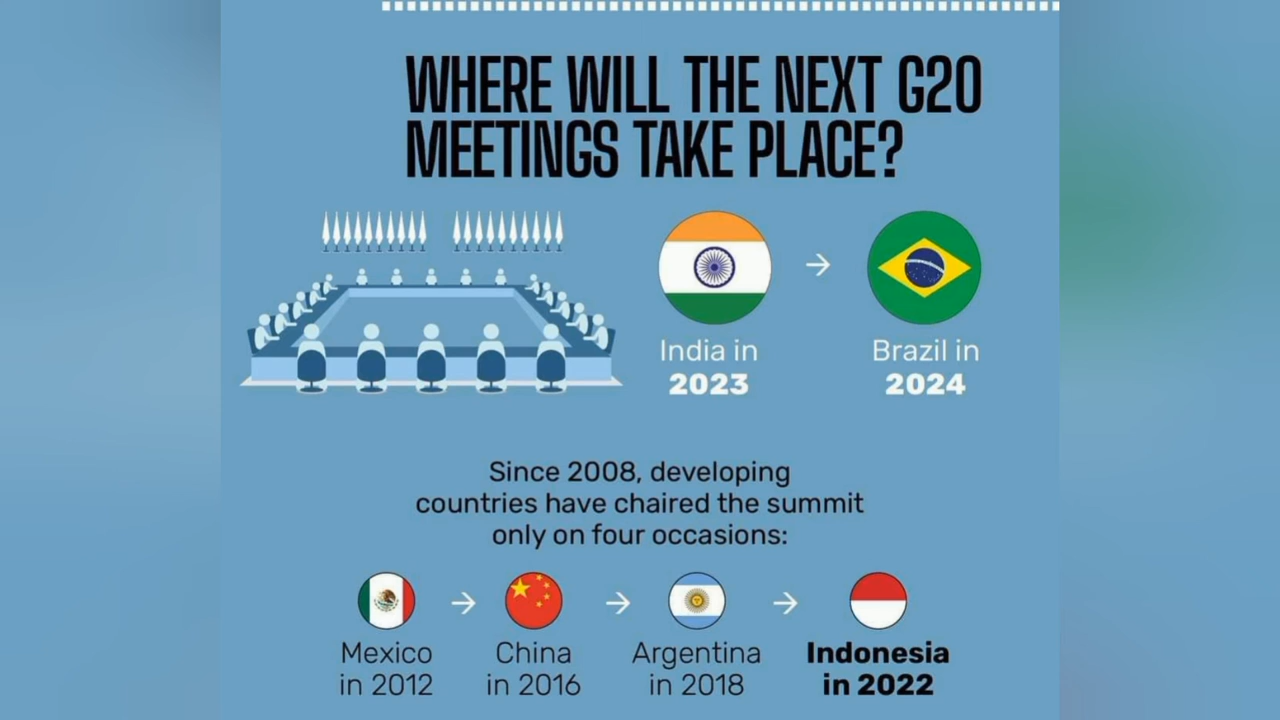 WHERE WILL THE NEXT G20
MEETINGS TAKE PLACE?
India in
2023
Brazil in
2024
Since 2008, developing
countries have chaired the summit
only on four occasions:
Mexico
in 2012
China
in 2016
Argentina
in 2018
Indonesia
in 2022